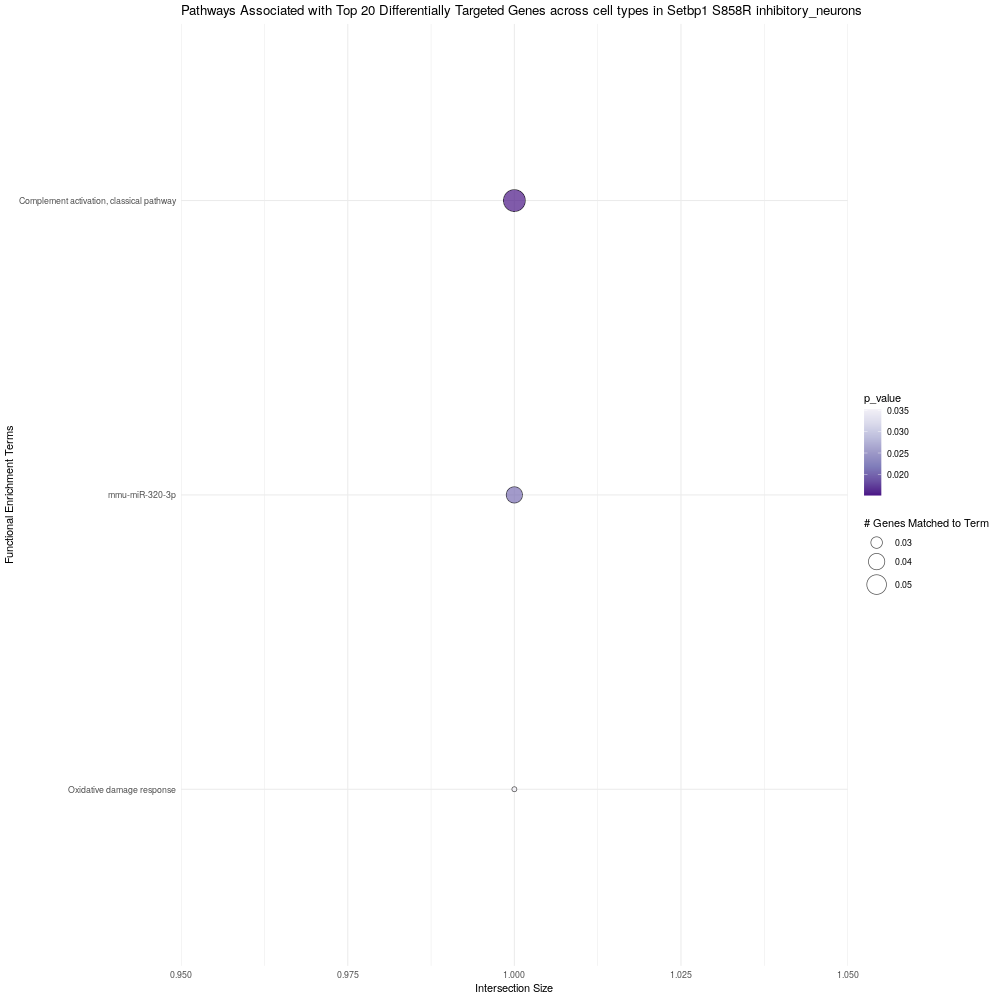 Pathways Associated with Top 20 Differentially Targeted Genes across cell types in Setbp1 S858R inhibitory_neurons
Functional Enrichment Terms
Complement activation, classical pathway
mmu-miR-320-3p
Oxidative damage response
0.950
0.975
1.000
1.025
1.050
Intersection Size
p_value
0.035
0.030
0.025
0.020
# Genes Matched to Term
0.03
0.04
0.05